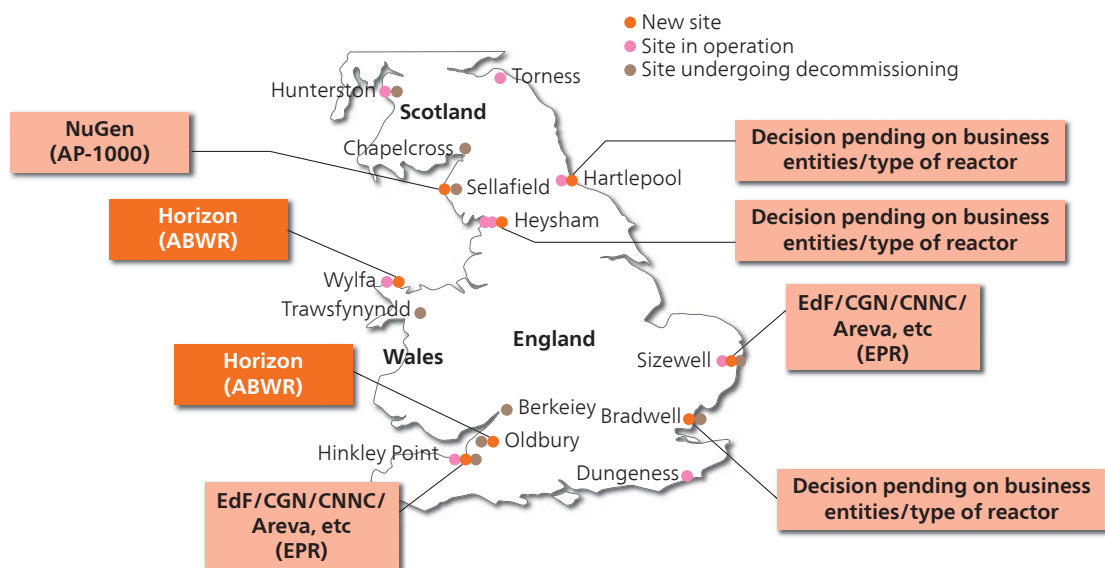 New site
Site in operation
Site undergoing decommissioning
Torness
Hunterston
Scotland
NuGen
(AP-1000)
Chapelcross
Decision pending on business
entities/type of reactor
Sellafield
Hartlepool
Horizon
(ABWR)
Heysham
Decision pending on business
entities/type of reactor
Wylfa
Trawsfynyndd
EdF/CGN/CNNC/
Areva, etc
(EPR)
England
Wales
Sizewell
Horizon
(ABWR)
Berkeiey
Bradwell
Oldbury
Hinkley Point
Dungeness
Decision pending on business
entities/type of reactor
EdF/CGN/CNNC/
Areva, etc
(EPR)